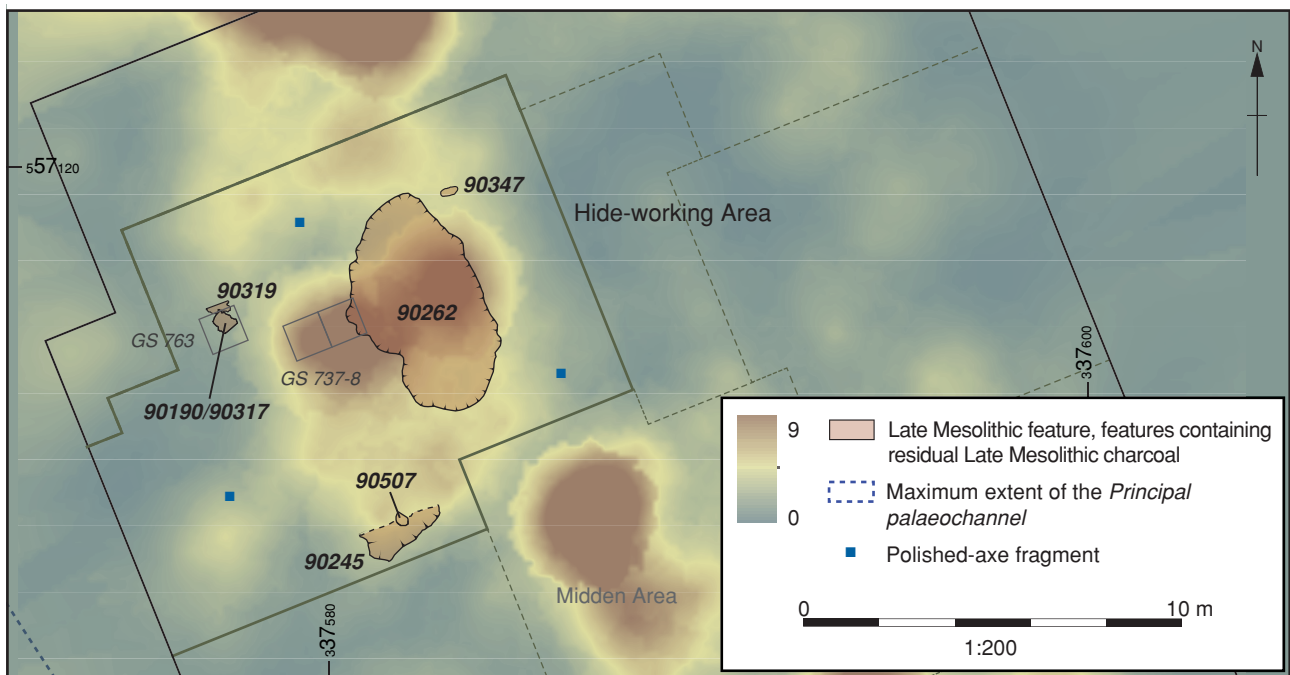 N
557120
90347
Hide-working Area
90319
90262
GS 763
337600
GS 737-8
90190/90317
90507
90245
Midden Area
337580
9
0
Late Mesolithic feature, features containing
residual Late Mesolithic charcoal
Maximum extent of the Principal
palaeochannel
Polished-axe fragment
0 10 m
1:200